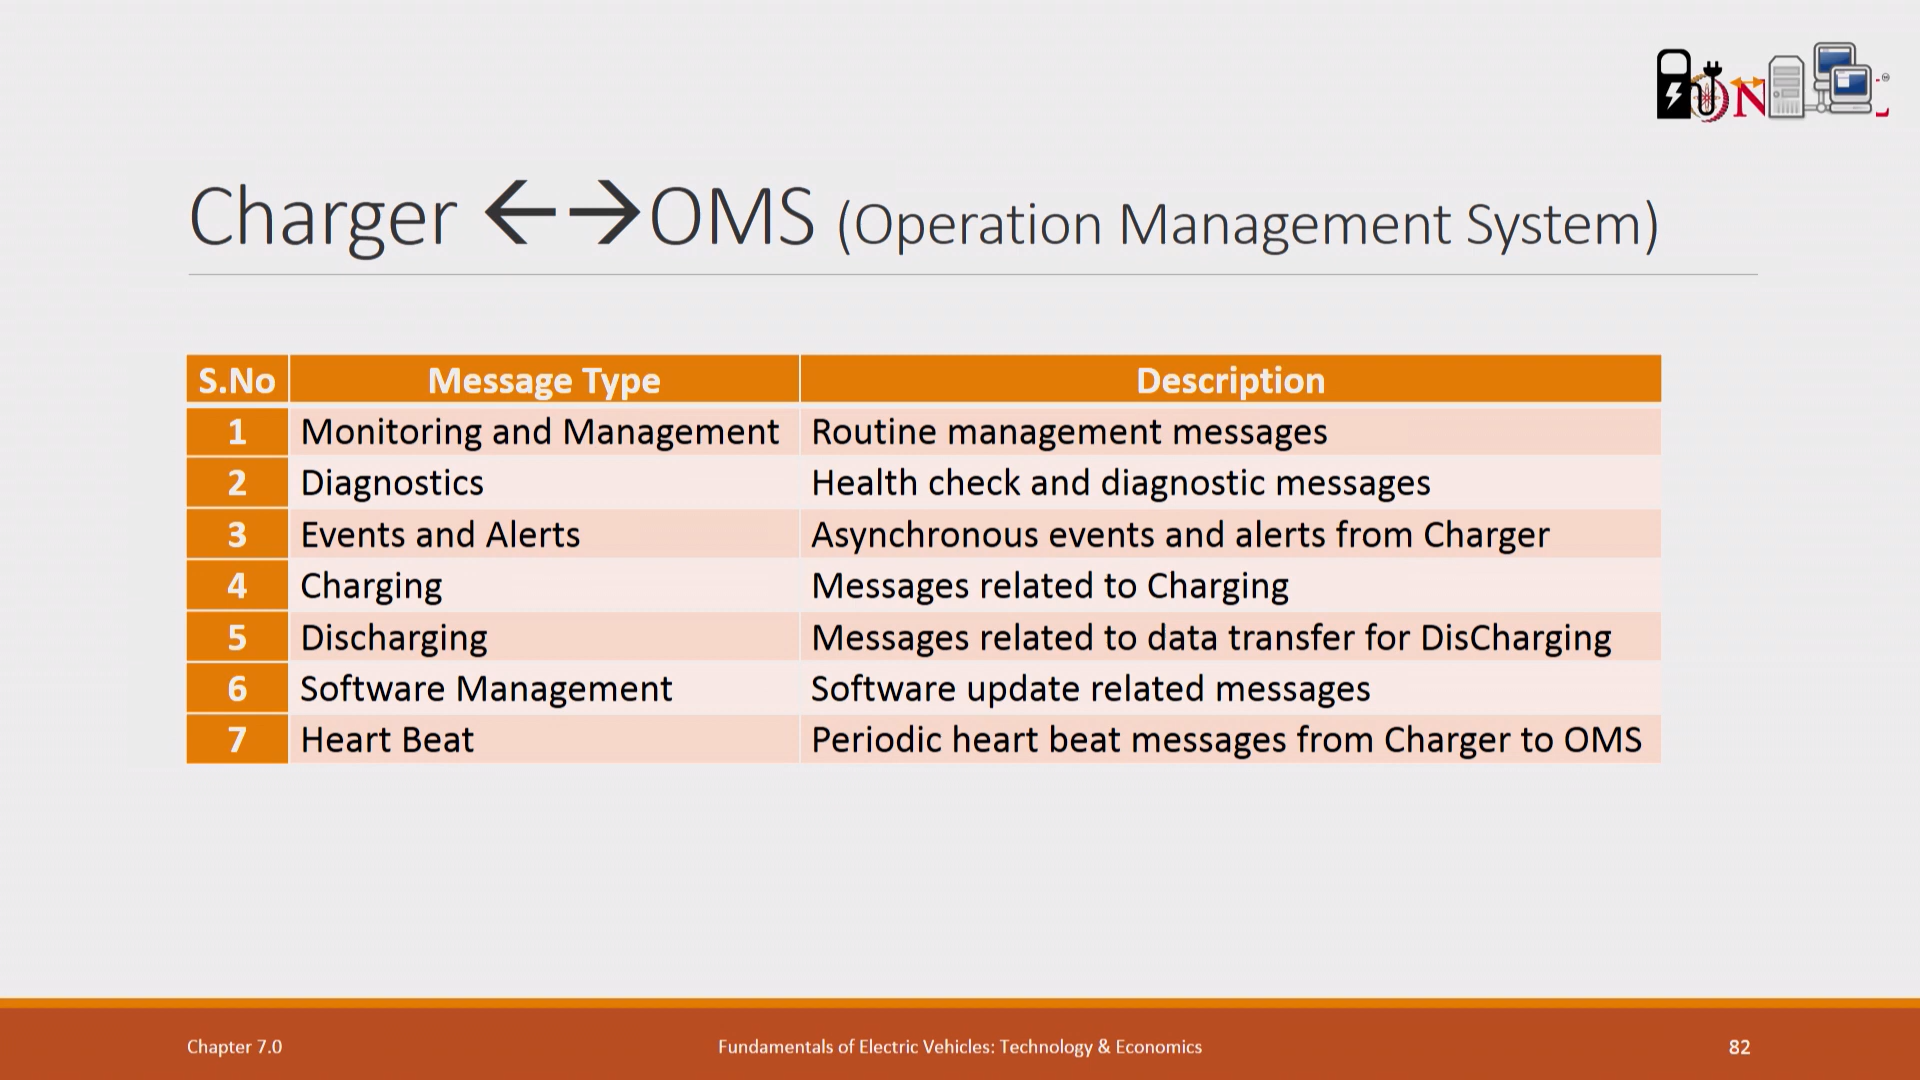 Charger ←→OMS (Operation Management System)
S.No Message Type Description
1 Monitoring and Management Routine management messages
2 Diagnostics Health check and diagnostic messages
3 Events and Alerts Asynchronous events and alerts from Charger
4 Charging Messages related to Charging
5 Discharging Messages related to data transfer for DisCharging
6 Software Management Software update related messages
7 Heart Beat Periodic heart beat messages from Charger to OMS
Chapter 7.0 Fundamentals of Electric Vehicles: Technology & Economics 82